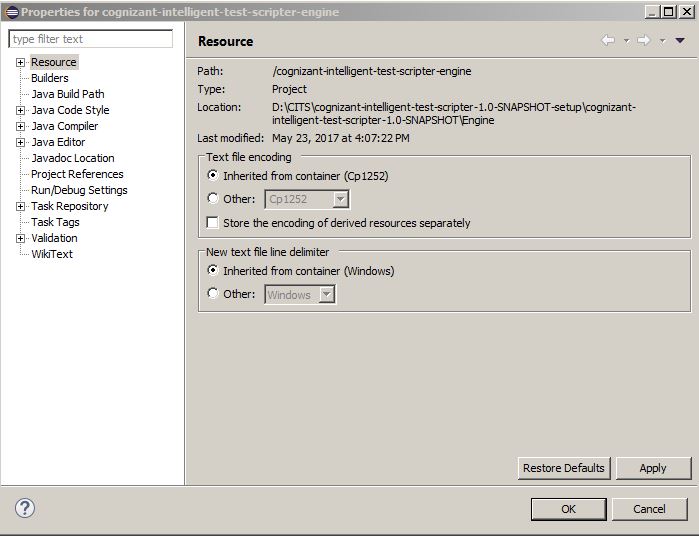 Properties for cognizant-intelligent-test-scripter-engine
type filter text
Resource
Builders
Java Build Path
Java Code Style
Java Compiler
Java Editor
Javadoc Location
Project References
Run/Debug Settings
Task Repository
Task Tags
Validation
WikiText
Resource
Path: /cognizant-intelligent-test-scripter-engine
Type: Project
Location: D:\CITS\cognizant-intelligent-test-scripter-1.0-SNAPSHOT-setup\cognizant-
intelligent-test-scripter-1.0-SNAPSHOT\Engine
Last modified: May 23, 2017 at 4:07:22 PM
Text file encoding
Inherited from container (Cp1252)
Other: Cp1252
Store the encoding of derived resources separately
New text file line delimiter
Inherited from container (Windows)
Other: Windows
Restore Defaults Apply
? OK Cancel